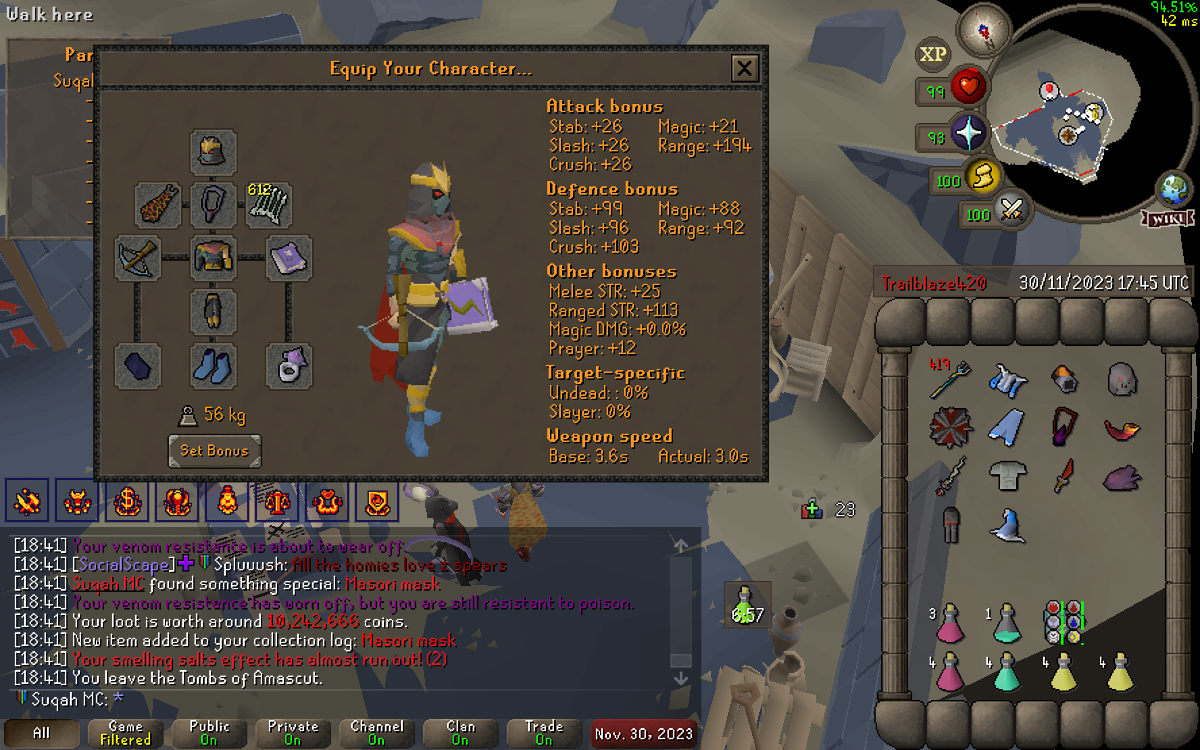 Walk here
94.51%
42 ms
Par
Suqah
Equip Your Character...
XP
99
93
100
100
WIKI
612
Attack bonus
Stab: +26 Magic: +21
Slash: +26 Range: +194
Crush: +26
Defence bonus
Stab: +99 Magic: +88
Slash: +96 Range: +92
Crush: +103
Other bonuses
Melee STR: +25
Ranged STR: +113
Magic DMG: +0.0%
Prayer: +12
Target-specific
Undead: : 0%
Slayer: 0%
Weapon speed
Base: 3.6s Actual: 3.0s
56 kg
Set Bonus
Trailblaze420 30/11/2023 17:45 UTC
419
23
6:57
3 1
4 4 4 4
[18:41] Your venom resistance is about to wear off.
[18:41] [SocialScape] Spluuush: All the homies love z spears
[18:41] Suqah MC found something special: Masori mask
[18:41] Your venom resistance has worn off, but you are still resistant to poison.
[18:41] Your loot is worth around 10,242,666 coins.
[18:41] New item added to your collection log: Masori mask
[18:41] Your smelling salts effect has almost run out! (2)
[18:41] You leave the Tombs of Amascut.
Suqah MC: *
All
Game
Filtered
Public
On
Private
On
Channel
On
Clan
On
Trade
On
Nov. 30, 2023